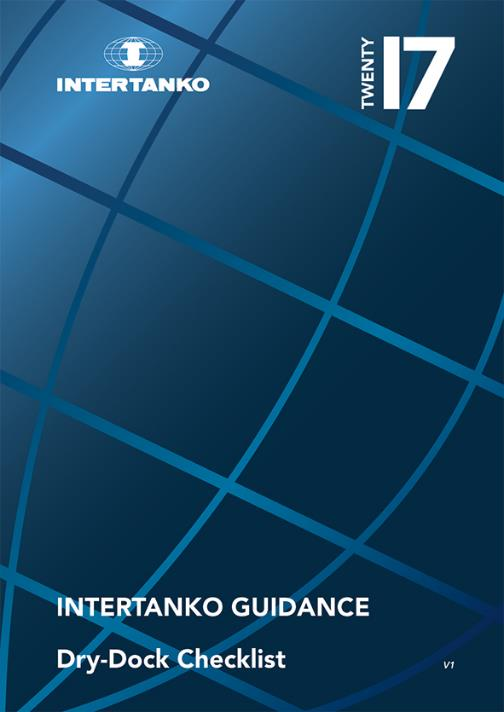 INTERTANKO
TWENTY 17
INTERTANKO GUIDANCE
Dry-Dock Checklist
V1